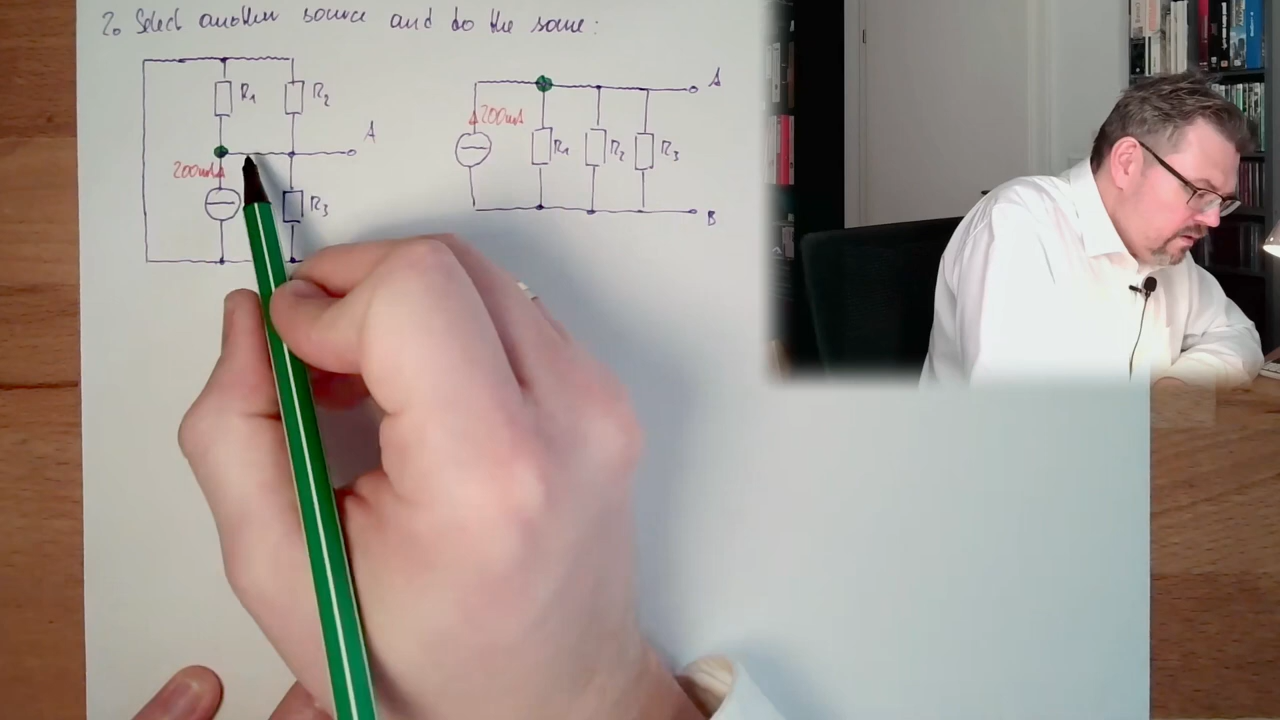 2. Select another source and do the same:
R1
R2
A
200mA
R3
200mA
R1
R2
R3
A
B